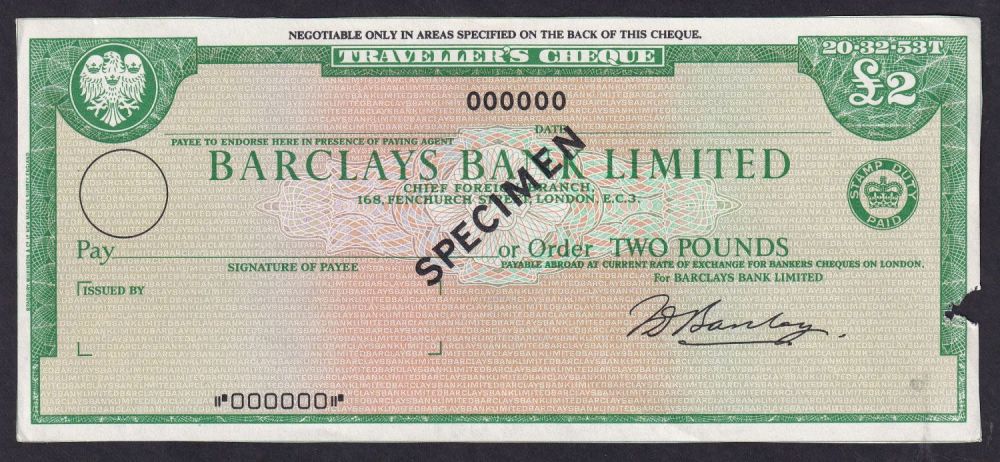 NEGOTIABLE ONLY IN AREAS SPECIFIED ON THE BACK OF THIS CHEQUE.
TRAVELLER'S CHEQUE
20·32·53T
£2
000000
DATE
PAYEE TO ENDORSE HERE IN PRESENCE OF PAYING AGENT
BARCLAYS BANK LIMITED
CHIEF FOREIGN BRANCH,
168, FENCHURCH STREET, LONDON, E.C.3.
STAMP DUTY
PAID
SPECIMEN
Pay
or Order TWO POUNDS
SIGNATURE OF PAYEE
PAYABLE ABROAD AT CURRENT RATE OF EXCHANGE FOR BANKERS CHEQUES ON LONDON.
For BARCLAYS BANK LIMITED
ISSUED BY
⑈000000⑈